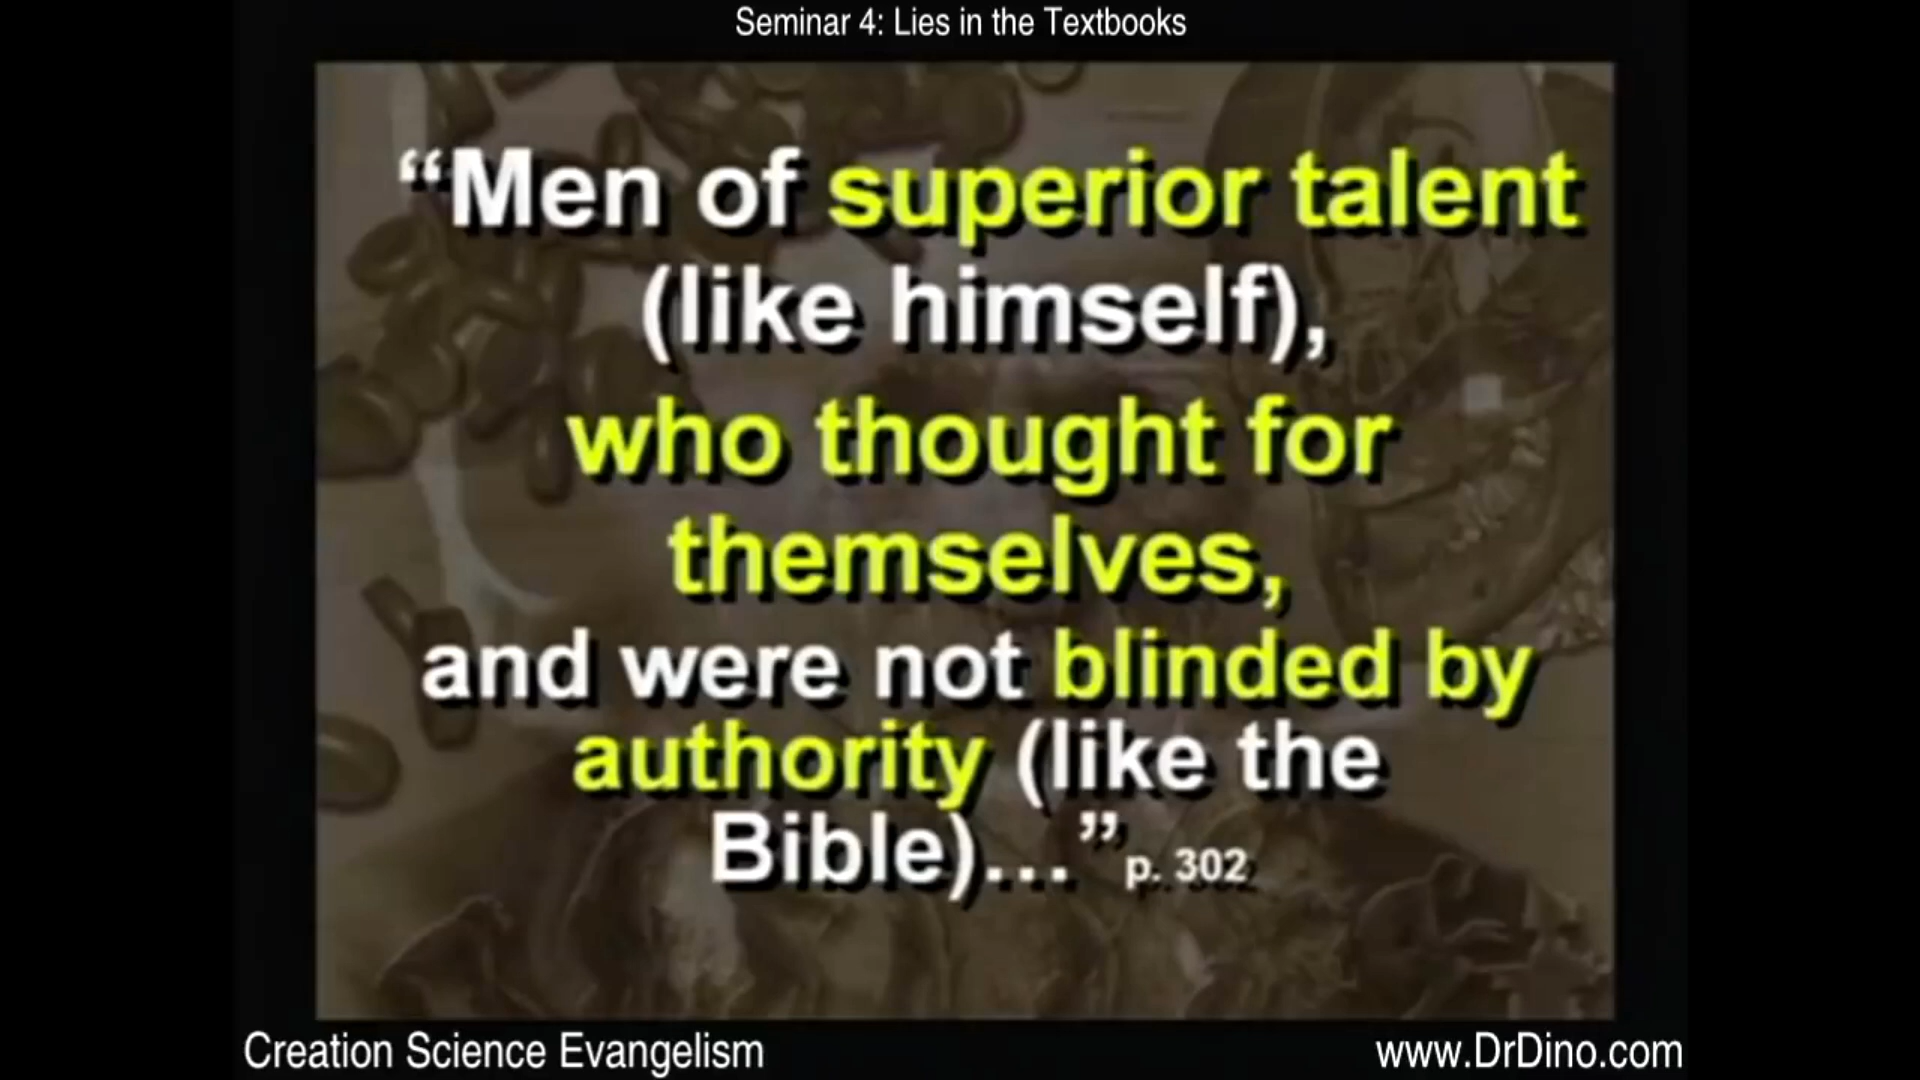 Seminar 4: Lies in the Textbooks
“Men of superior talent
(like himself),
who thought for
themselves,
and were not blinded by
authority (like the
Bible)...” p. 302
Creation Science Evangelism
www.DrDino.com